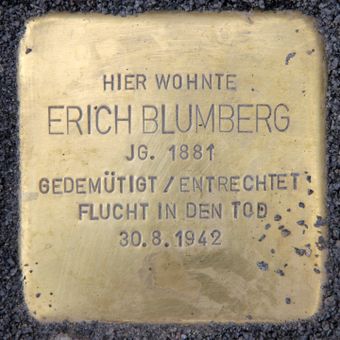 HIER WOHNTE
ERICH BLUMBERG
JG. 1881
GEDEMÜTIGT / ENTRECHTET
FLUCHT IN DEN TOD
30.8.1942